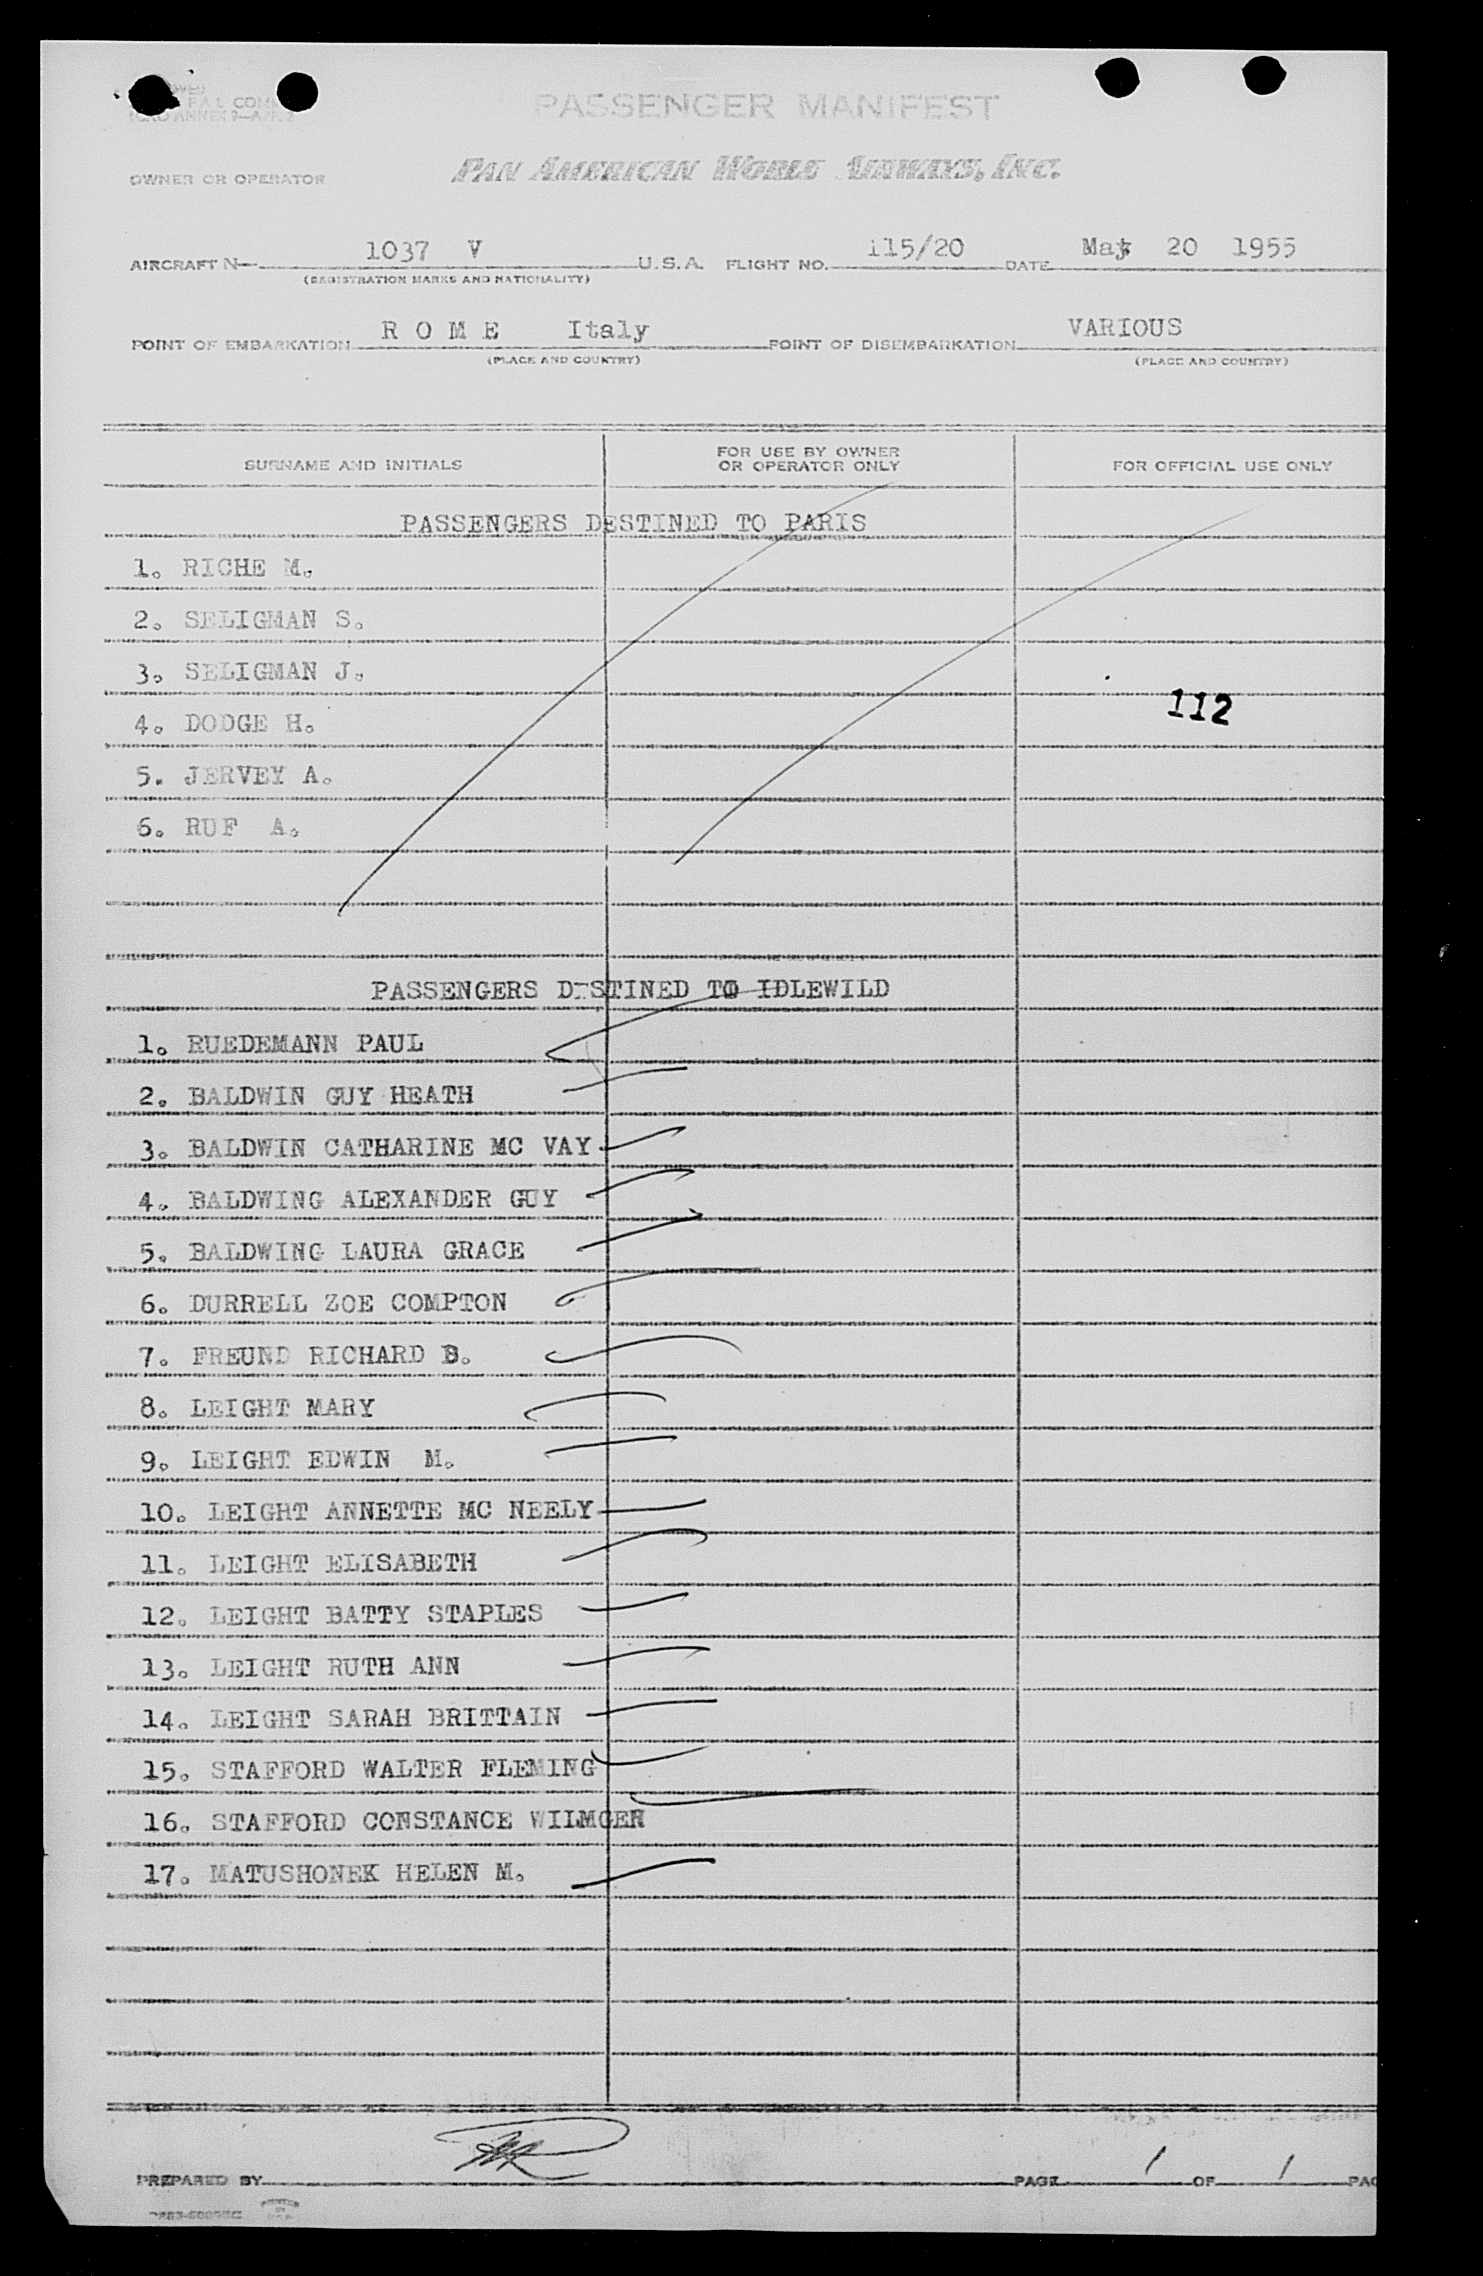 PASSENGER MANIFEST
OWNER OR OPERATOR PAN AMERICAN WORLD AIRWAYS, INC.
AIRCRAFT N 1037 V U.S.A. FLIGHT NO. 115/20 DATE May 20 1955
(REGISTRATION MARKS AND NATIONALITY)
POINT OF EMBARKATION R O M E Italy POINT OF DISEMBARKATION VARIOUS
(PLACE AND COUNTRY) (PLACE AND COUNTRY)
SURNAME AND INITIALS FOR USE BY OWNER OR OPERATOR ONLY FOR OFFICIAL USE ONLY
PASSENGERS DESTINED TO PARIS
1. RICHE M.
2. SELIGMAN S.
3. SELIGMAN J.
112
4. DODGE H.
5. JERVEY A.
6. RUF A.
PASSENGERS DESTINED TO IDLEWILD
1. RUEDEMANN PAUL
2. BALDWIN GUY HEATH
3. BALDWIN CATHARINE MC VAY
4. BALDWING ALEXANDER GUY
5. BALDWING LAURA GRACE
6. DURRELL ZOE COMPTON
7. FREUND RICHARD B.
8. LEIGHT MARY
9. LEIGHT EDWIN M.
10. LEIGHT ANNETTE MC NEELY
11. LEIGHT ELISABETH
12. LEIGHT BATTY STAPLES
13. LEIGHT RUTH ANN
14. LEIGHT SARAH BRITTAIN
15. STAFFORD WALTER FLEMING
16. STAFFORD CONSTANCE WILMGER
17. MATUSHONEK HELEN M.
PREPARED BY PAGE 1 OF 1
PRINTED IN U.S.A.